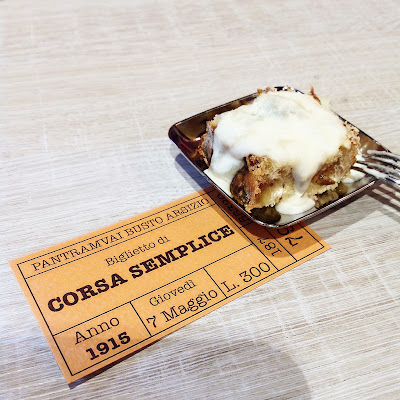 PANTRAMVAI BUSTO ARSIZIO
Biglietto di
CORSA SEMPLICE
Anno
1915
Giovedì
7 Maggio
L. 300